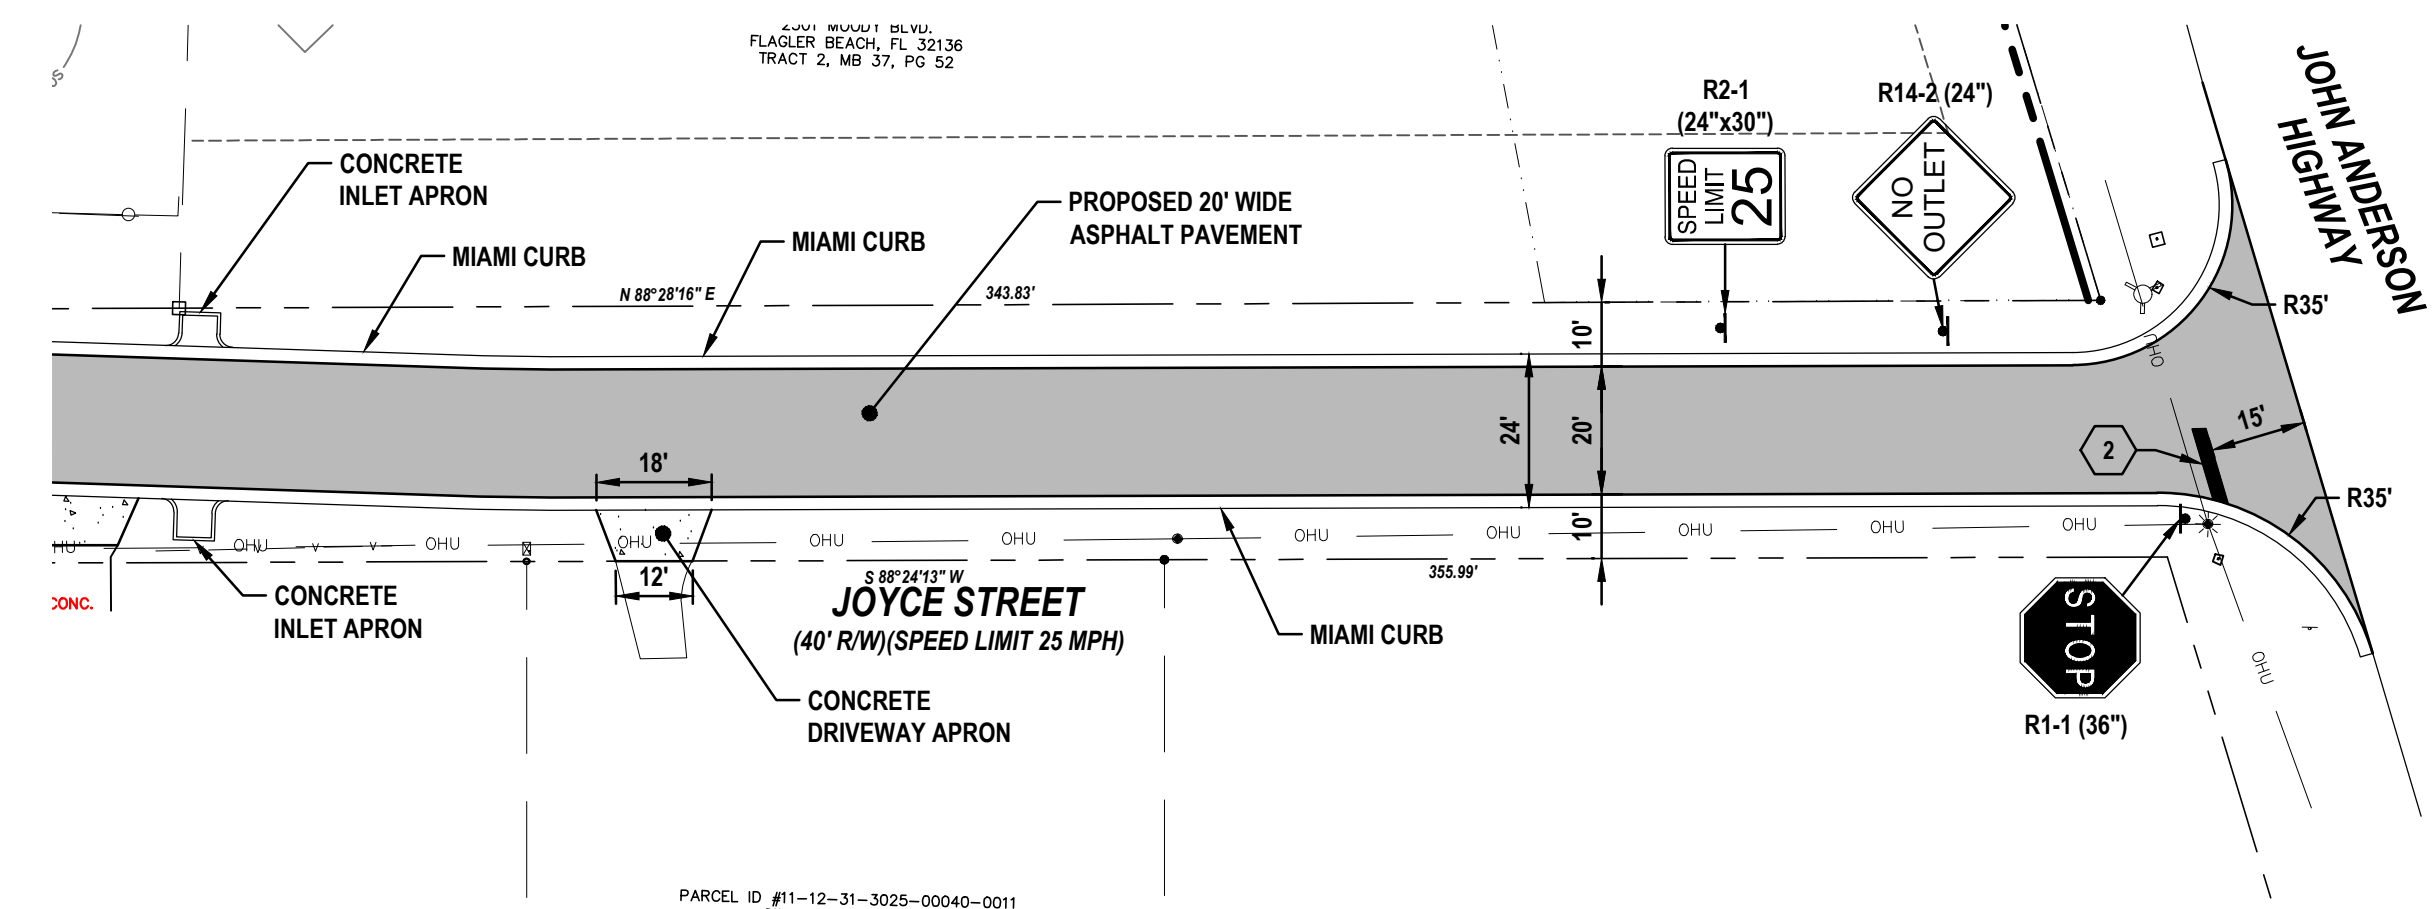 2501 MOODY BLVD.
FLAGLER BEACH, FL 32136
TRACT 2, MB 37, PG 52
R2-1
(24"x30")
R14-2 (24")
SPEED
LIMIT
25
NO
OUTLET
JOHN ANDERSON
HIGHWAY
CONCRETE
INLET APRON
MIAMI CURB
MIAMI CURB
PROPOSED 20' WIDE
ASPHALT PAVEMENT
N 88°28'16" E
343.83'
R35'
10'
OHU
24'
20'
15'
2
18'
R35'
10'
OHU
OHU
OHU
OHU
OHU
OHU
OHU
OHU
OHU
OHU
12'
S 88°24'13" W
355.99'
CONC.
CONCRETE
INLET APRON
JOYCE STREET
(40' R/W)(SPEED LIMIT 25 MPH)
MIAMI CURB
STOP
OHU
R1-1 (36")
CONCRETE
DRIVEWAY APRON
PARCEL ID #11-12-31-3025-00040-0011